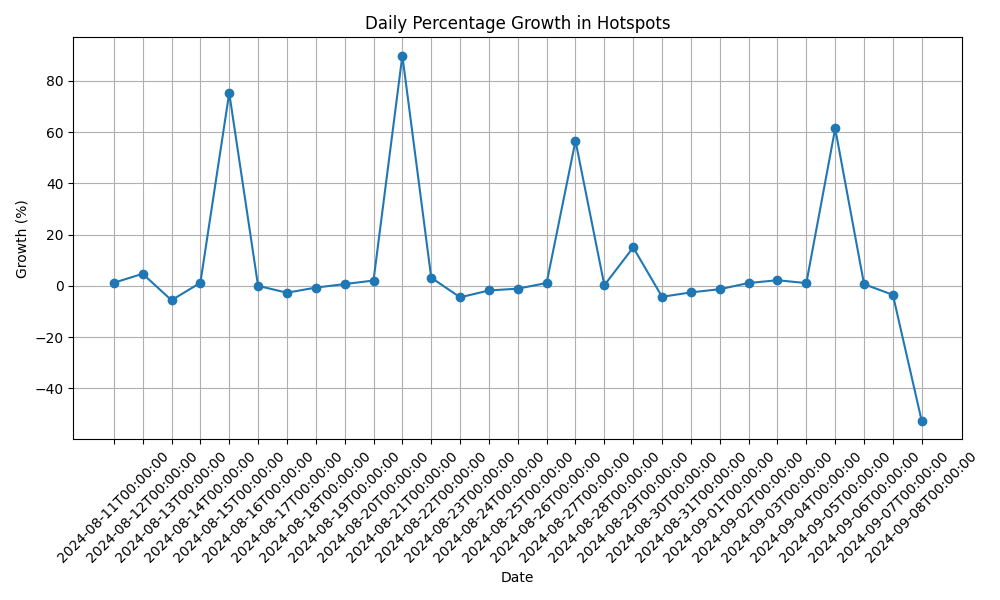 Daily Percentage Growth in Hotspots
Growth (%)
80
60
40
20
0
−20
−40
2024-08-11T00:00:00
2024-08-12T00:00:00
2024-08-13T00:00:00
2024-08-14T00:00:00
2024-08-15T00:00:00
2024-08-16T00:00:00
2024-08-17T00:00:00
2024-08-18T00:00:00
2024-08-19T00:00:00
2024-08-20T00:00:00
2024-08-21T00:00:00
2024-08-22T00:00:00
2024-08-23T00:00:00
2024-08-24T00:00:00
2024-08-25T00:00:00
2024-08-26T00:00:00
2024-08-27T00:00:00
2024-08-28T00:00:00
2024-08-29T00:00:00
2024-08-30T00:00:00
2024-08-31T00:00:00
2024-09-01T00:00:00
2024-09-02T00:00:00
2024-09-03T00:00:00
2024-09-04T00:00:00
2024-09-05T00:00:00
2024-09-06T00:00:00
2024-09-07T00:00:00
2024-09-08T00:00:00
Date